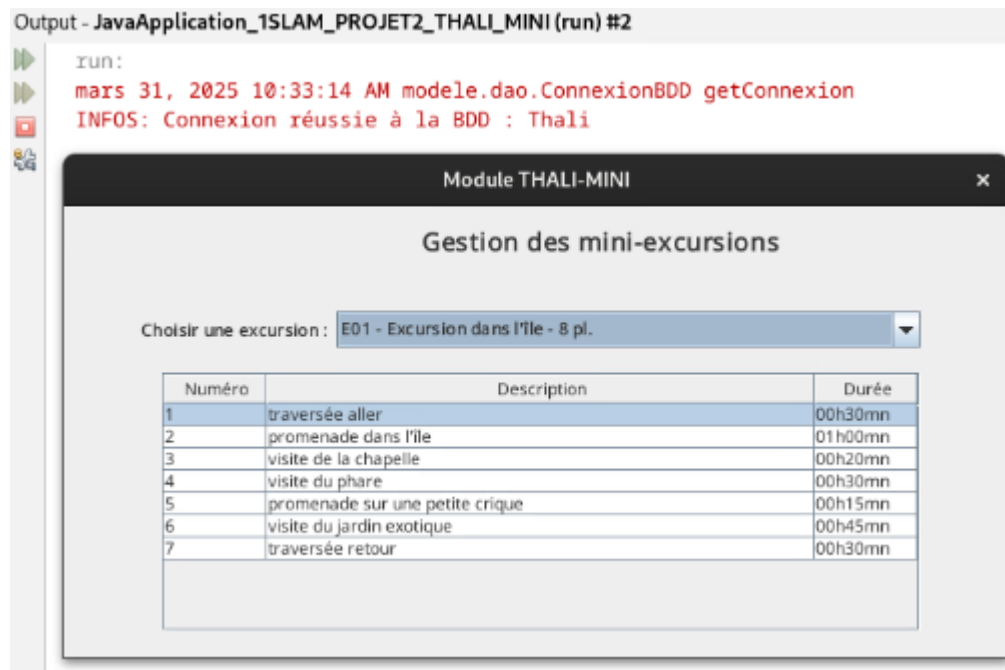 Output - JavaApplication_1SLAM_PROJET2_THALI_MINI (run) #2
run:
mars 31, 2025 10:33:14 AM modele.dao.ConnexionBDD getConnexion
INFOS: Connexion réussie à la BDD : Thali
Module THALI-MINI
Gestion des mini-excursions
Choisir une excursion : E01 - Excursion dans l'île - 8 pl.
Numéro Description Durée
1 traversée aller 00h30mn
2 promenade dans l'île 01h00mn
3 visite de la chapelle 00h20mn
4 visite du phare 00h30mn
5 promenade sur une petite crique 00h15mn
6 visite du jardin exotique 00h45mn
7 traversée retour 00h30mn